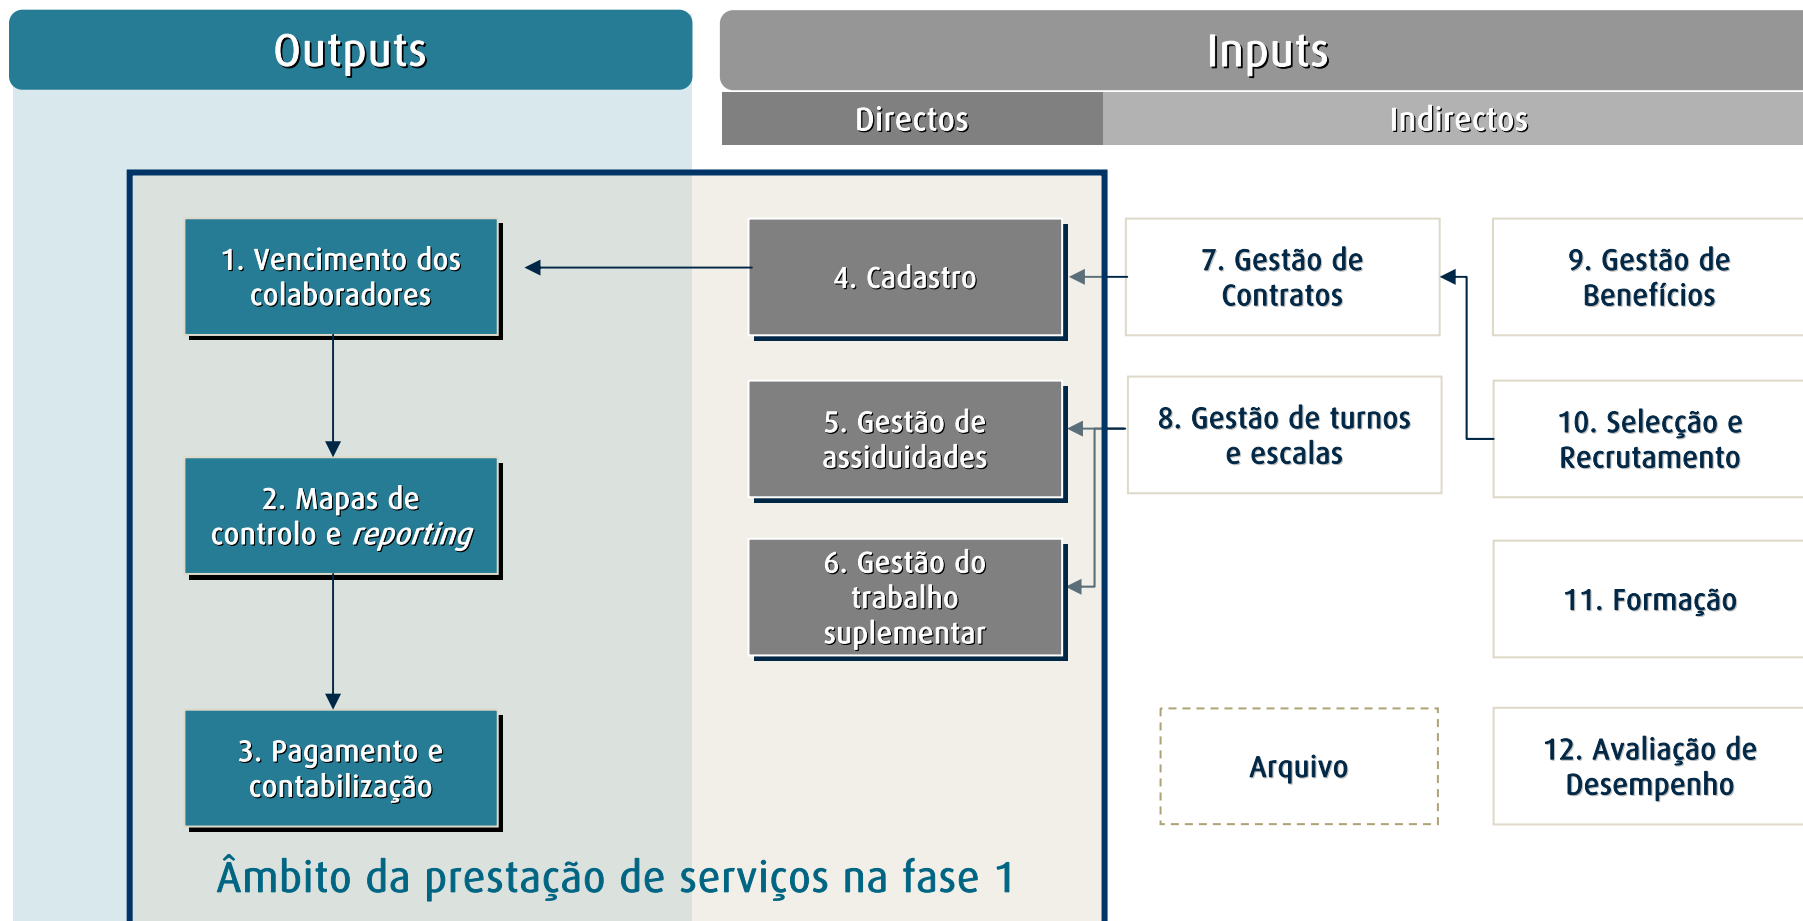 Outputs
Inputs
Directos
Indirectos
1. Vencimento dos
colaboradores
4. Cadastro
7. Gestão de
Contratos
9. Gestão de
Benefícios
5. Gestão de
assiduidades
8. Gestão de turnos
e escalas
10. Selecção e
Recrutamento
2. Mapas de
controlo e reporting
6. Gestão do
trabalho
suplementar
11. Formação
3. Pagamento e
contabilização
Arquivo
12. Avaliação de
Desempenho
Âmbito da prestação de serviços na fase 1